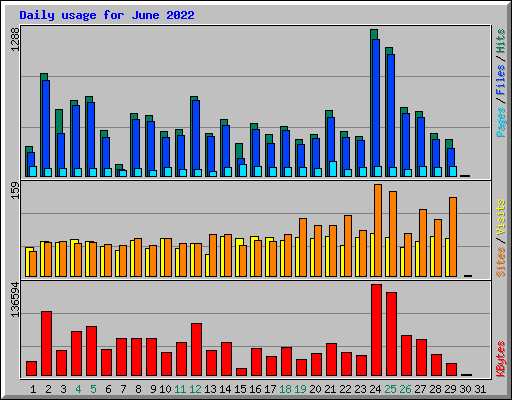 Daily usage for June 2022
1288
Pages / Files / Hits
159
Sites / Visits
136594
KBytes
1 2 3 4 5 6 7 8 9 10 11 12 13 14 15 16 17 18 19 20 21 22 23 24 25 26 27 28 29 30 31